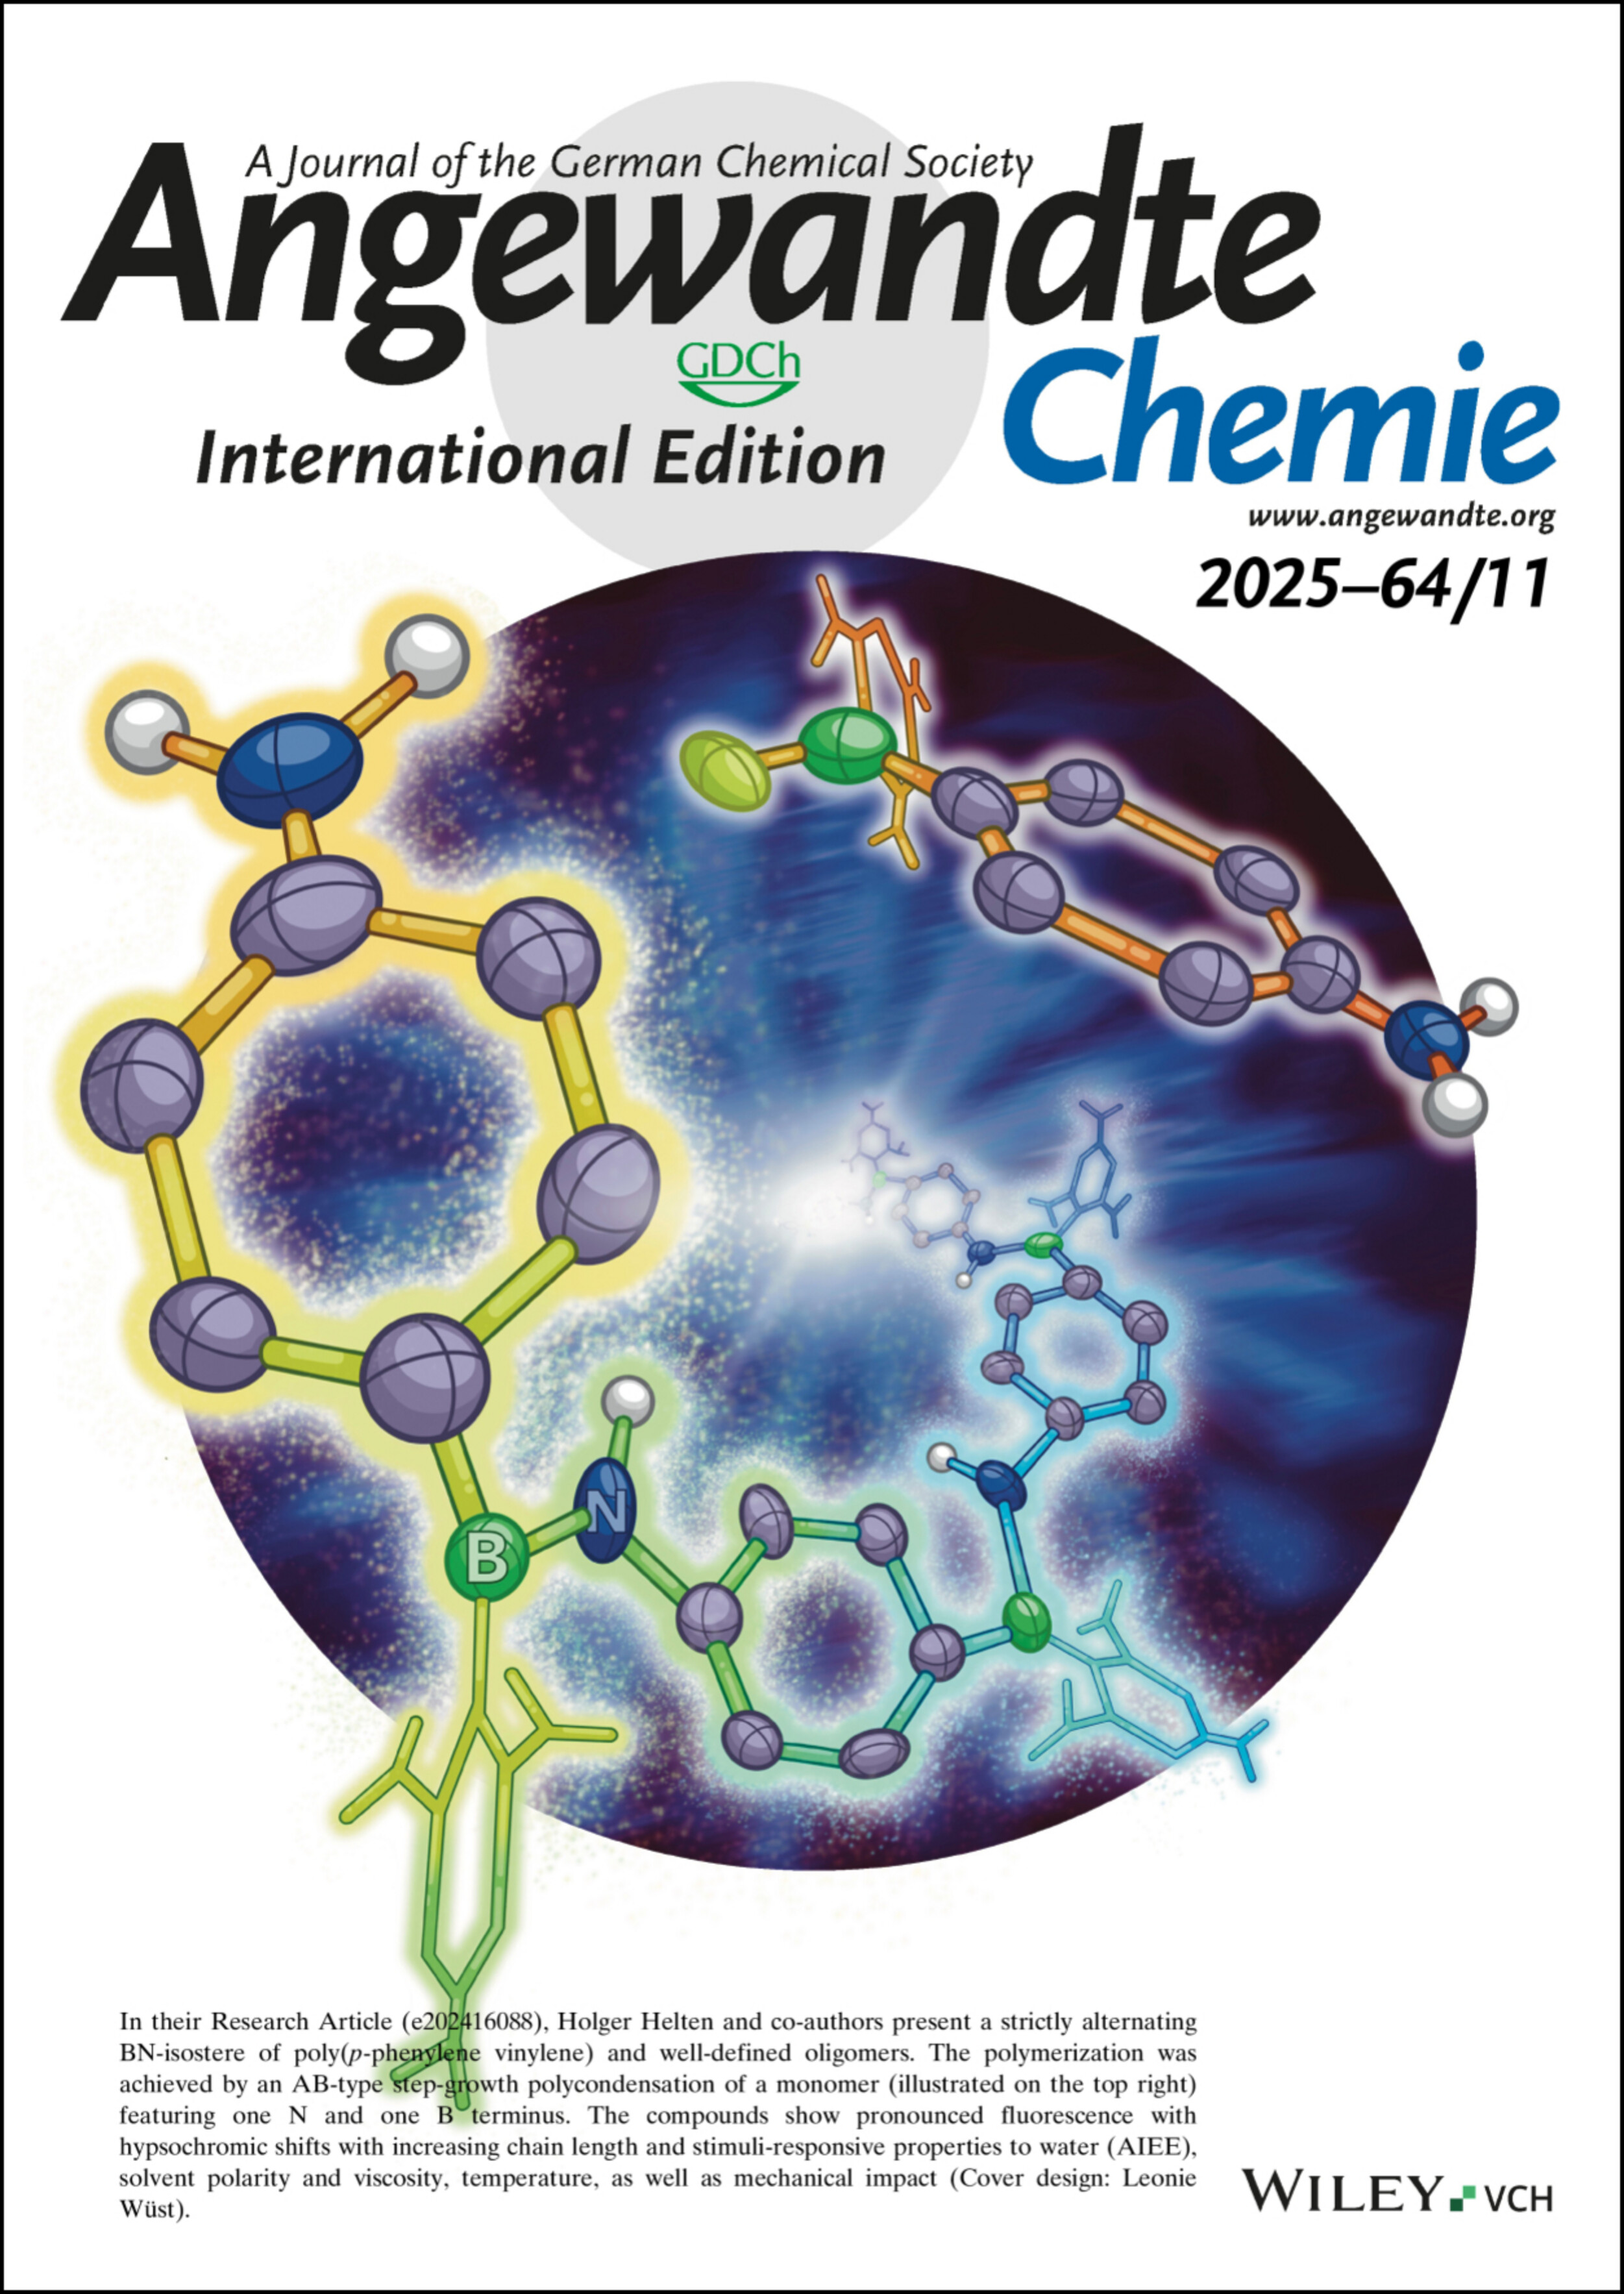 A Journal of the German Chemical Society
Angewandte
GDCh
Chemie
International Edition
www.angewandte.org
2025–64/11
B
N
In their Research Article (e202416088), Holger Helten and co-authors present a strictly alternating
BN-isostere of poly(p-phenylene vinylene) and well-defined oligomers. The polymerization was
achieved by an AB-type step-growth polycondensation of a monomer (illustrated on the top right)
featuring one N and one B terminus. The compounds show pronounced fluorescence with
hypsochromic shifts with increasing chain length and stimuli-responsive properties to water (AIEE),
solvent polarity and viscosity, temperature, as well as mechanical impact (Cover design: Leonie
Wüst).
WILEY VCH